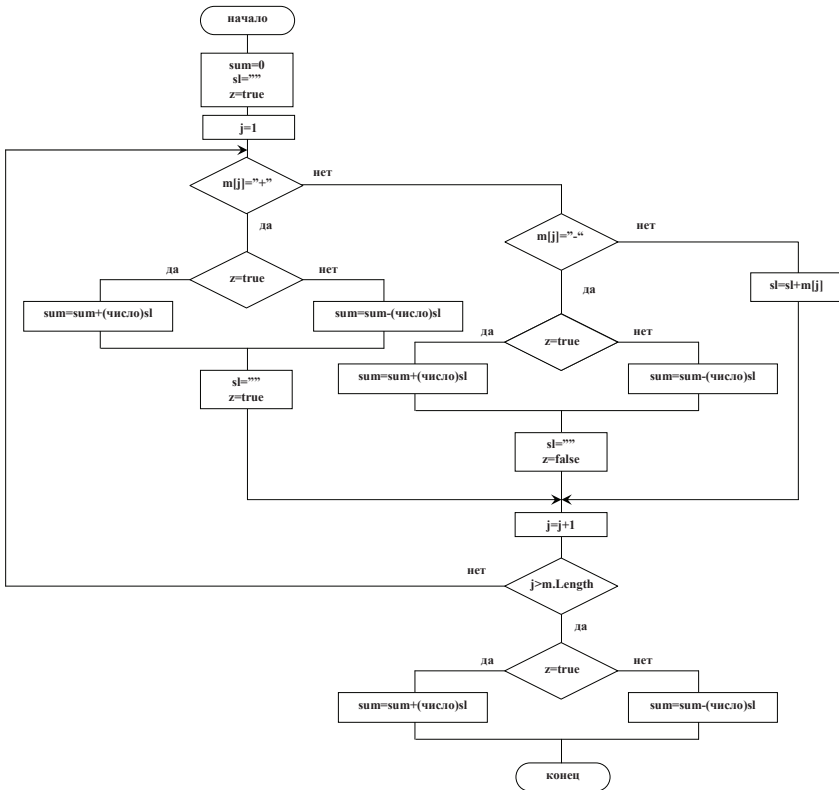 начало
sum=0
sl=””
z=true
j=1
m[j]=”+”
нет
да
m[j]=”-“
нет
да
z=true
нет
да
sl=sl+m[j]
sum=sum+(число)sl
sum=sum-(число)sl
да
z=true
нет
sum=sum+(число)sl
sum=sum-(число)sl
sl=””
z=true
sl=””
z=false
j=j+1
нет
j>m.Length
да
да
z=true
нет
sum=sum+(число)sl
sum=sum-(число)sl
конец